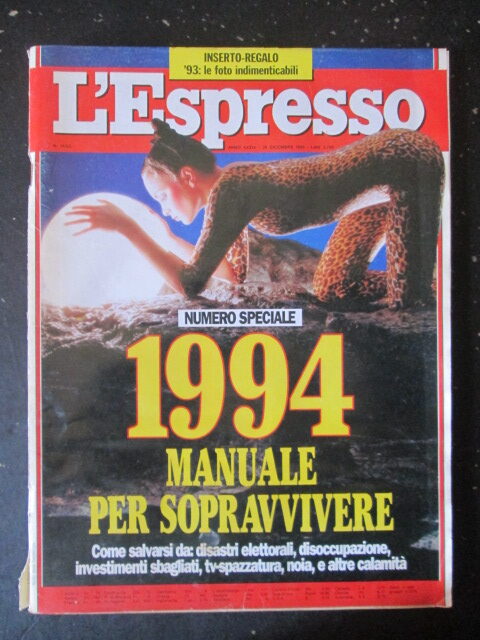 INSERTO-REGALO
'93: le foto indimenticabili
L'Espresso
NUMERO SPECIALE
1994
MANUALE
PER SOPRAVVIVERE
Come salvarsi da: disastri elettorali, disoccupazione,
investimenti sbagliati, tv-spazzatura, noia, e altre calamità